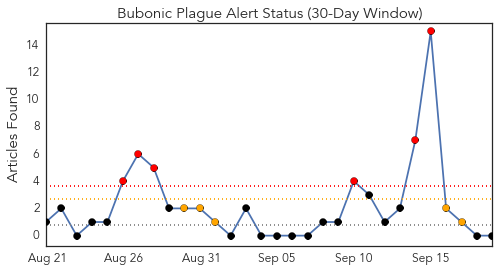 Bubonic Plague Alert Status (30-Day Window)
Articles Found
14
12
10
8
6
4
2
0
Aug 21 Aug 26 Aug 31 Sep 05 Sep 10 Sep 15